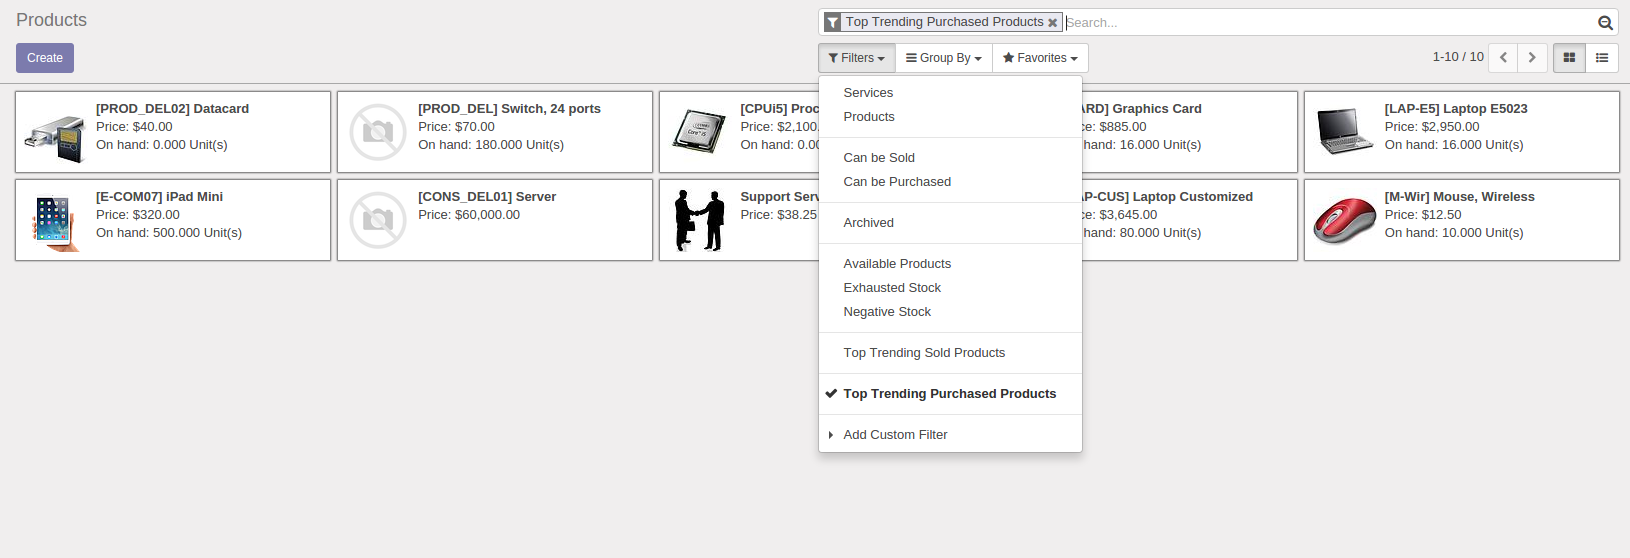 Products
Top Trending Purchased Products
Search...
Create
Filters
Group By
Favorites
1-10 / 10
[PROD_DEL02] Datacard
Price: $40.00
On hand: 0.000 Unit(s)
[PROD_DEL] Switch, 24 ports
Price: $70.00
On hand: 180.000 Unit(s)
[CPUi5] Proc
Price: $2,100.
On hand: 0.00
ARD] Graphics Card
ce: $885.00
hand: 16.000 Unit(s)
[LAP-E5] Laptop E5023
Price: $2,950.00
On hand: 16.000 Unit(s)
[E-COM07] iPad Mini
Price: $320.00
On hand: 500.000 Unit(s)
[CONS_DEL01] Server
Price: $60,000.00
Support Serv
Price: $38.25
AP-CUS] Laptop Customized
ce: $3,645.00
hand: 80.000 Unit(s)
[M-Wir] Mouse, Wireless
Price: $12.50
On hand: 10.000 Unit(s)
Services
Products
Can be Sold
Can be Purchased
Archived
Available Products
Exhausted Stock
Negative Stock
Top Trending Sold Products
Top Trending Purchased Products
Add Custom Filter